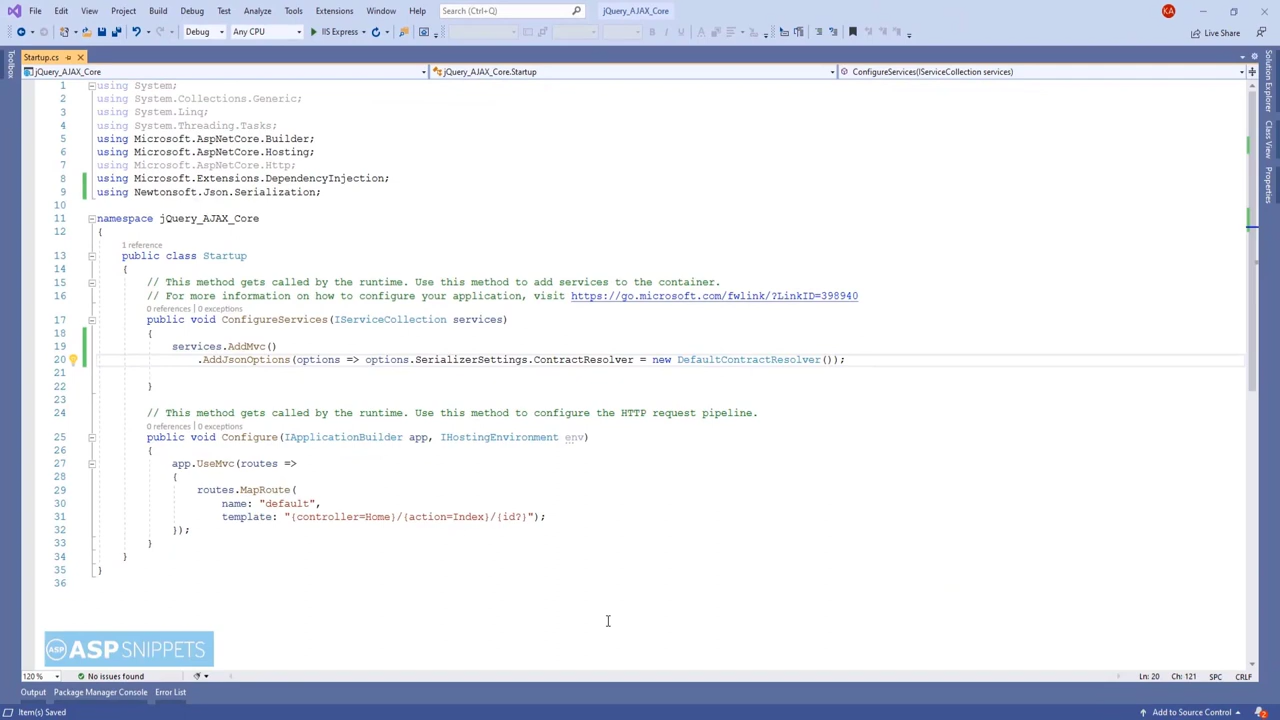 File Edit View Project Build Debug Test Analyze Tools Extensions Window Help Search (Ctrl+Q) jQuery_AJAX_Core KA
Debug Any CPU IIS Express Live Share
Startup.cs
jQuery_AJAX_Core jQuery_AJAX_Core.Startup ConfigureServices(IServiceCollection services)
Toolbox
Solution Explorer
Class View
Properties
1 using System;
2 using System.Collections.Generic;
3 using System.Linq;
4 using System.Threading.Tasks;
5 using Microsoft.AspNetCore.Builder;
6 using Microsoft.AspNetCore.Hosting;
7 using Microsoft.AspNetCore.Http;
8 using Microsoft.Extensions.DependencyInjection;
9 using Newtonsoft.Json.Serialization;
10
11 namespace jQuery_AJAX_Core
12 {
1 reference
13 public class Startup
14 {
15 // This method gets called by the runtime. Use this method to add services to the container.
16 // For more information on how to configure your application, visit https://go.microsoft.com/fwlink/?LinkID=398940
0 references | 0 exceptions
17 public void ConfigureServices(IServiceCollection services)
18 {
19 services.AddMvc()
20 .AddJsonOptions(options => options.SerializerSettings.ContractResolver = new DefaultContractResolver());
21
22 }
23
24 // This method gets called by the runtime. Use this method to configure the HTTP request pipeline.
0 references | 0 exceptions
25 public void Configure(IApplicationBuilder app, IHostingEnvironment env)
26 {
27 app.UseMvc(routes =>
28 {
29 routes.MapRoute(
30 name: "default",
31 template: "{controller=Home}/{action=Index}/{id?}");
32 });
33 }
34 }
35 }
36
ASP ASPSNIPPETS
120 % No issues found Ln: 20 Ch: 121 SPC CRLF
Output Package Manager Console Error List
Item(s) Saved Add to Source Control 2